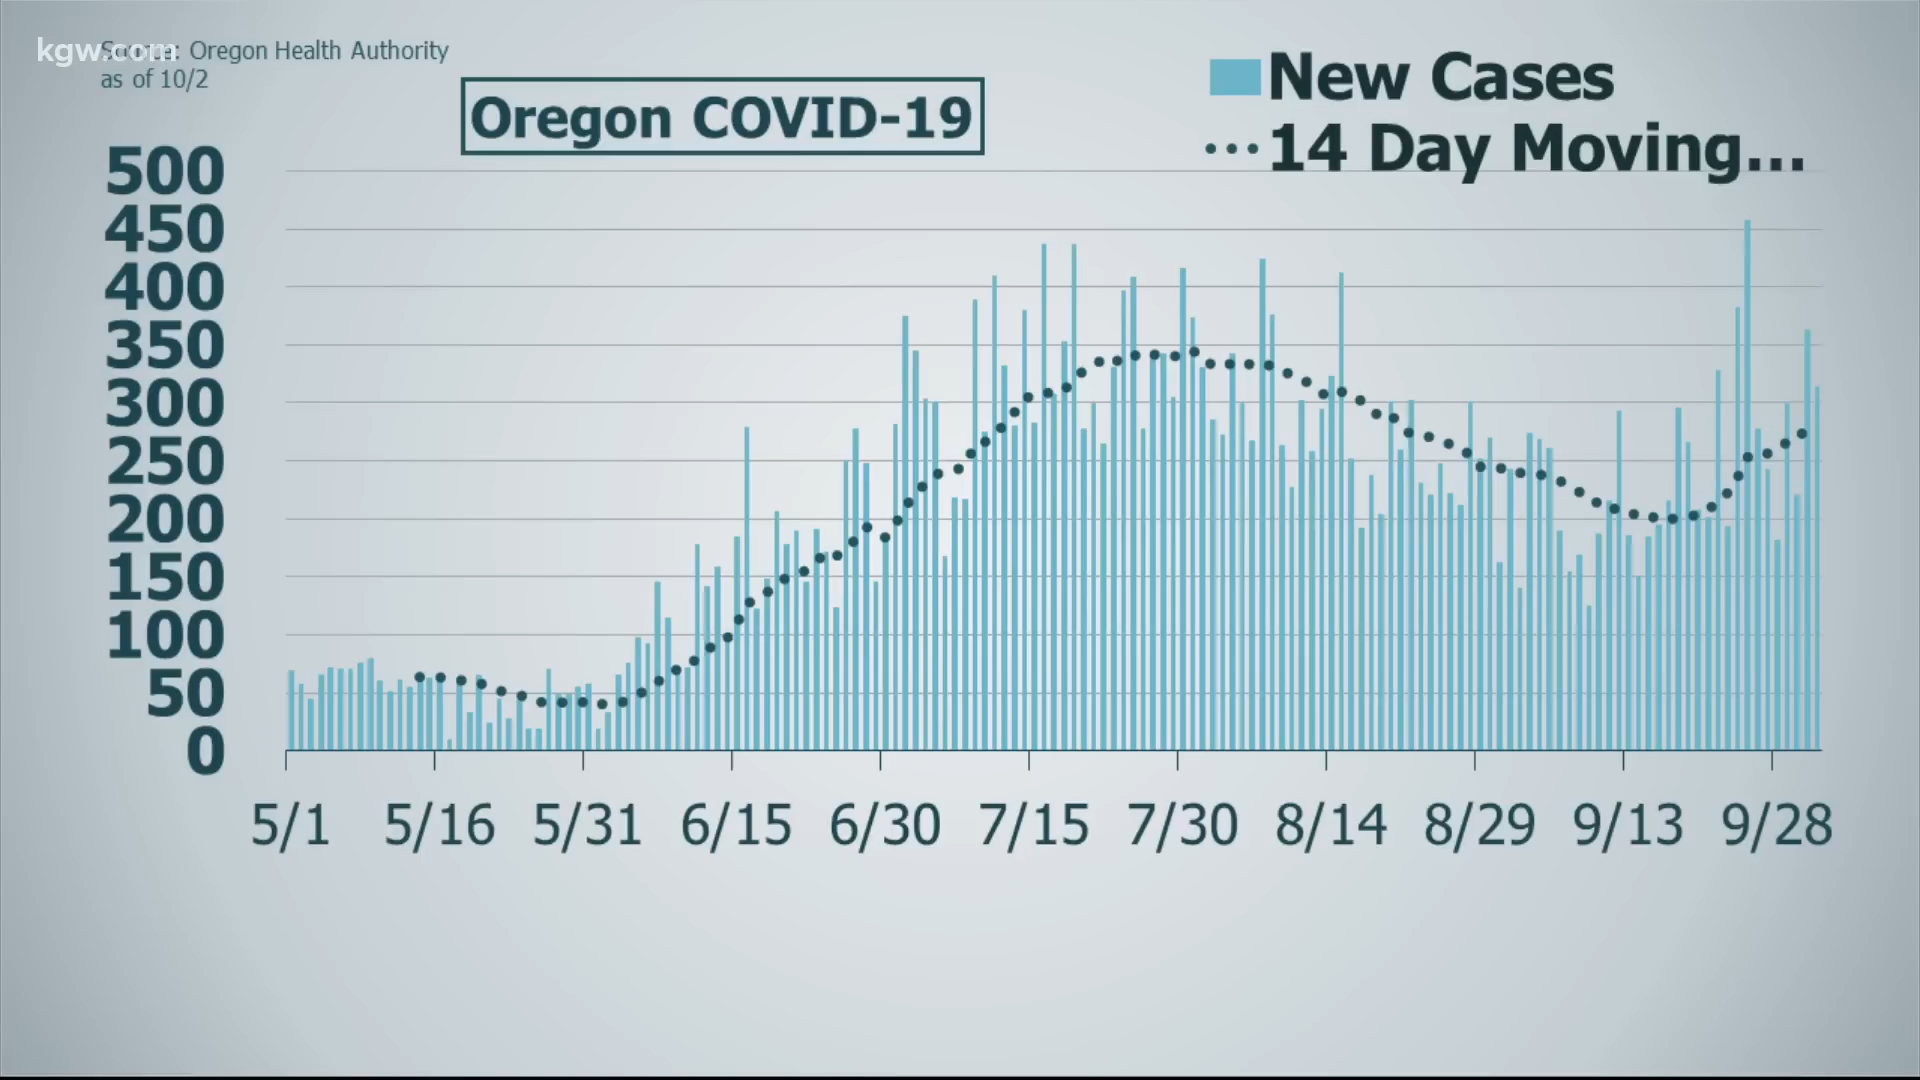 kgw.com
Source: Oregon Health Authority
as of 10/2
Oregon COVID-19
New Cases
14 Day Moving...
500
450
400
350
300
250
200
150
100
50
0
5/1 5/16 5/31 6/15 6/30 7/15 7/30 8/14 8/29 9/13 9/28